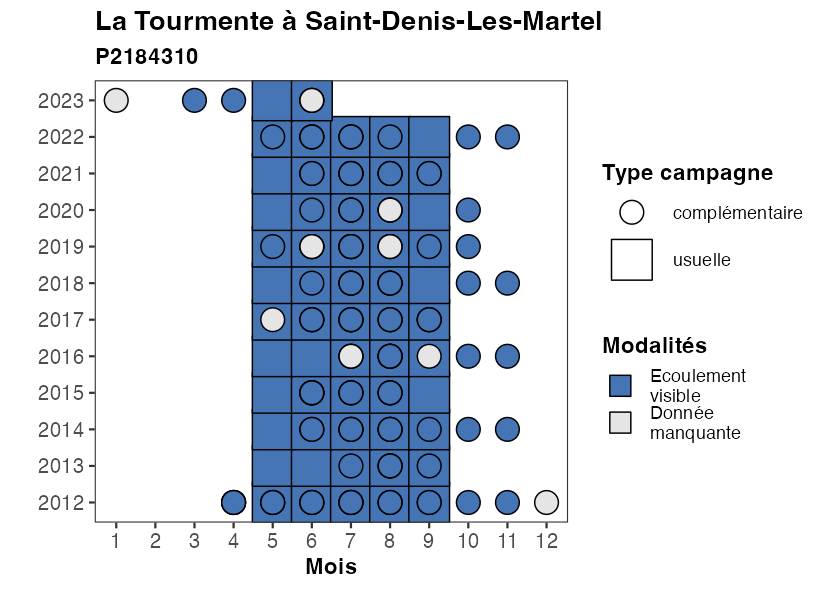 La Tourmente à Saint-Denis-Les-Martel
P2184310
2023
2022
2021
2020
2019
2018
2017
2016
2015
2014
2013
2012
1 2 3 4 5 6 7 8 9 10 11 12
Mois
Type campagne
complémentaire
usuelle
Modalités
Ecoulement
visible
Donnée
manquante